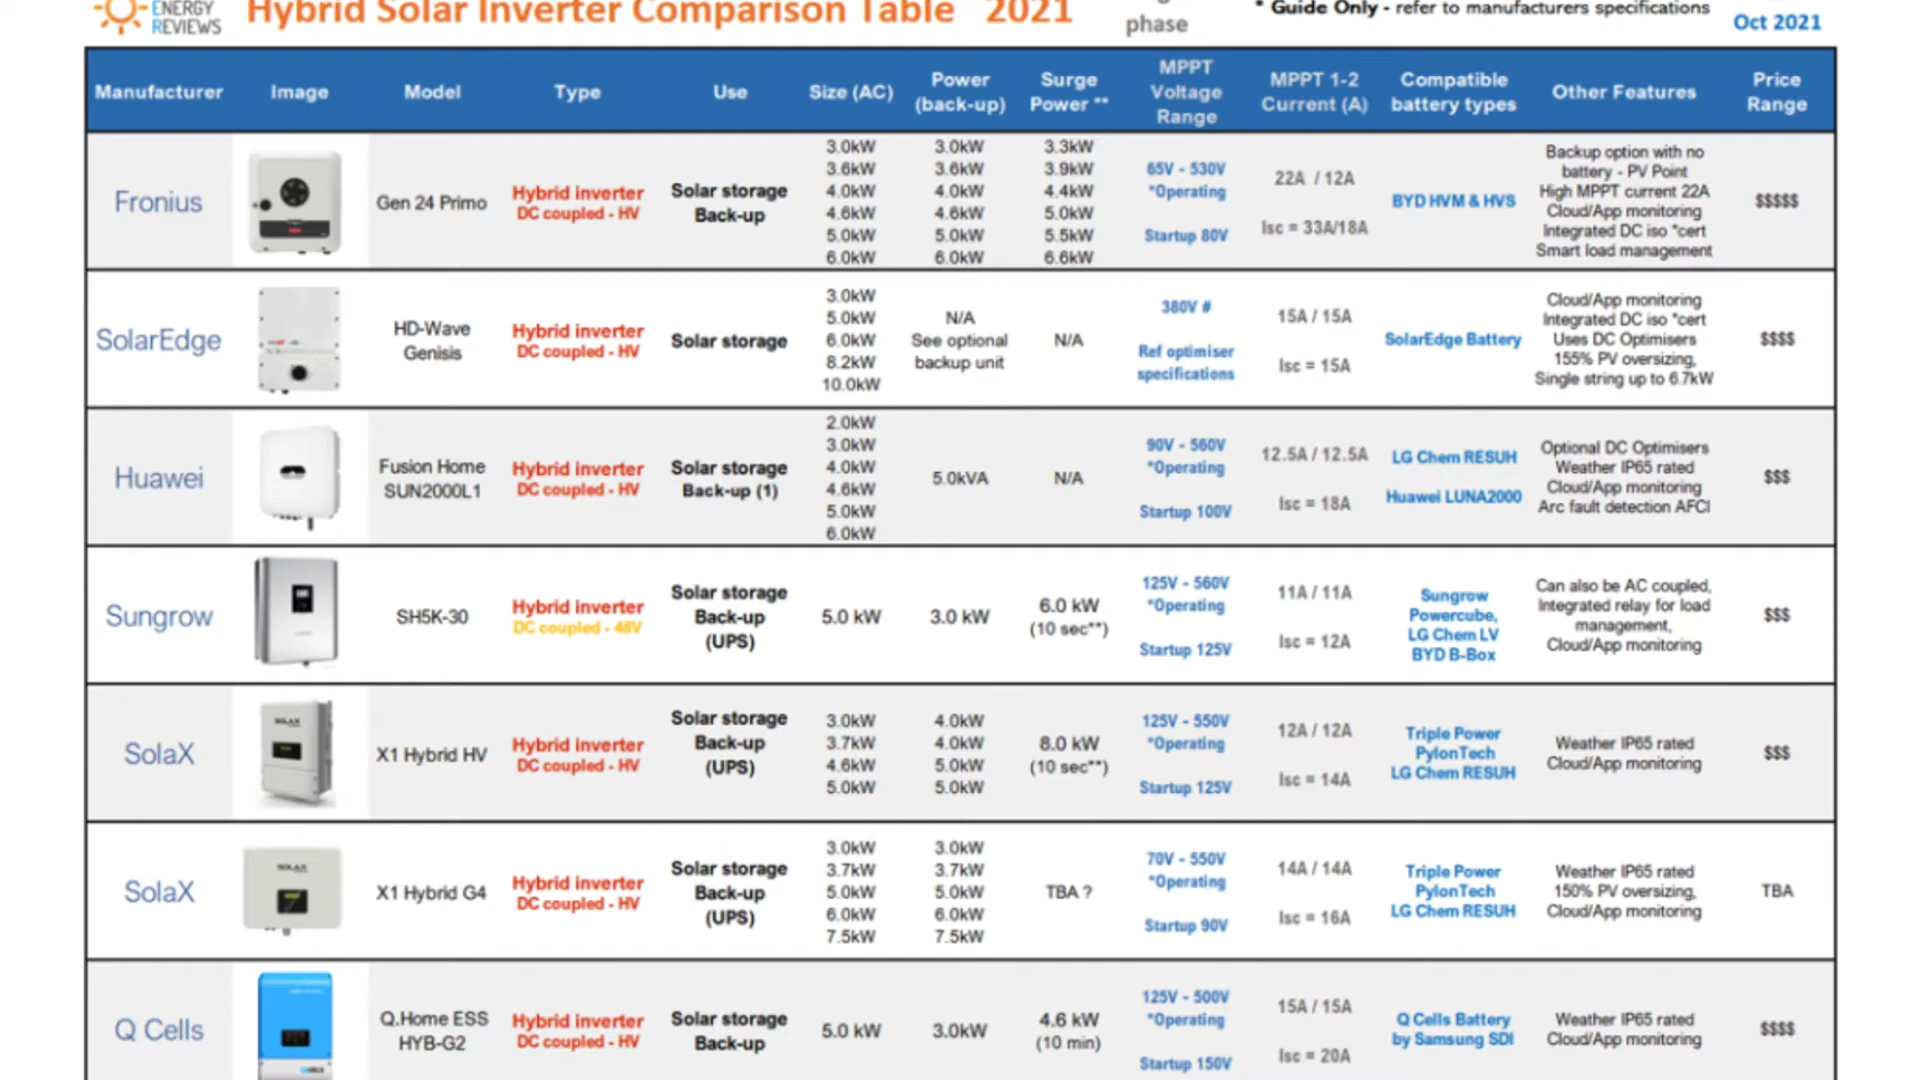 ENERGY
REVIEWS
Hybrid Solar Inverter Comparison Table 2021
phase
* Guide Only - refer to manufacturers specifications
Oct 2021
Manufacturer Image Model Type Use Size (AC) Power (back-up) Surge Power ** MPPT Voltage Range MPPT 1-2 Current (A) Compatible battery types Other Features Price Range
Fronius
Gen 24 Primo
Hybrid inverter
DC coupled - HV
Solar storage
Back-up
3.0kW
3.6kW
4.0kW
4.6kW
5.0kW
6.0kW
3.0kW
3.6kW
4.0kW
4.6kW
5.0kW
6.0kW
3.3kW
3.9kW
4.4kW
5.0kW
5.5kW
6.6kW
65V - 530V
*Operating
Startup 80V
22A / 12A
Isc = 33A/18A
BYD HVM & HVS
Backup option with no
battery - PV Point
High MPPT current 22A
Cloud/App monitoring
Integrated DC iso *cert
Smart load management
$$$$$
SolarEdge
HD-Wave
Genisis
Hybrid inverter
DC coupled - HV
Solar storage
3.0kW
5.0kW
6.0kW
8.2kW
10.0kW
N/A
See optional
backup unit
N/A
380V #
Ref optimiser
specifications
15A / 15A
Isc = 15A
SolarEdge Battery
Cloud/App monitoring
Integrated DC iso *cert
Uses DC Optimisers
155% PV oversizing,
Single string up to 6.7kW
$$$$
Huawei
Fusion Home
SUN2000L1
Hybrid inverter
DC coupled - HV
Solar storage
Back-up (1)
2.0kW
3.0kW
4.0kW
4.6kW
5.0kW
6.0kW
5.0kVA
N/A
90V - 560V
*Operating
Startup 100V
12.5A / 12.5A
Isc = 18A
LG Chem RESUH
Huawei LUNA2000
Optional DC Optimisers
Weather IP65 rated
Cloud/App monitoring
Arc fault detection AFCI
$$$
Sungrow
SH5K-30
Hybrid inverter
DC coupled - 48V
Solar storage
Back-up
(UPS)
5.0 kW
3.0 kW
6.0 kW
(10 sec**)
125V - 560V
*Operating
Startup 125V
11A / 11A
Isc = 12A
Sungrow
Powercube,
LG Chem LV
BYD B-Box
Can also be AC coupled,
Integrated relay for load
management,
Cloud/App monitoring
$$$
SolaX
SOLAX
X1 Hybrid HV
Hybrid inverter
DC coupled - HV
Solar storage
Back-up
(UPS)
3.0kW
3.7kW
4.6kW
5.0kW
4.0kW
4.0kW
5.0kW
5.0kW
8.0 kW
(10 sec**)
125V - 550V
*Operating
Startup 125V
12A / 12A
Isc = 14A
Triple Power
PylonTech
LG Chem RESUH
Weather IP65 rated
Cloud/App monitoring
$$$
SolaX
SOLAX
X1 Hybrid G4
Hybrid inverter
DC coupled - HV
Solar storage
Back-up
(UPS)
3.0kW
3.7kW
5.0kW
6.0kW
7.5kW
3.0kW
3.7kW
5.0kW
6.0kW
7.5kW
TBA ?
70V - 550V
*Operating
Startup 90V
14A / 14A
Isc = 16A
Triple Power
PylonTech
LG Chem RESUH
Weather IP65 rated
150% PV oversizing,
Cloud/App monitoring
TBA
Q Cells
Q.Home ESS
HYB-G2
Hybrid inverter
DC coupled - HV
Solar storage
Back-up
5.0 kW
3.0kW
4.6 kW
(10 min)
125V - 500V
*Operating
Startup 150V
15A / 15A
Isc = 20A
Q Cells Battery
by Samsung SDI
Weather IP65 rated
Cloud/App monitoring
$$$$